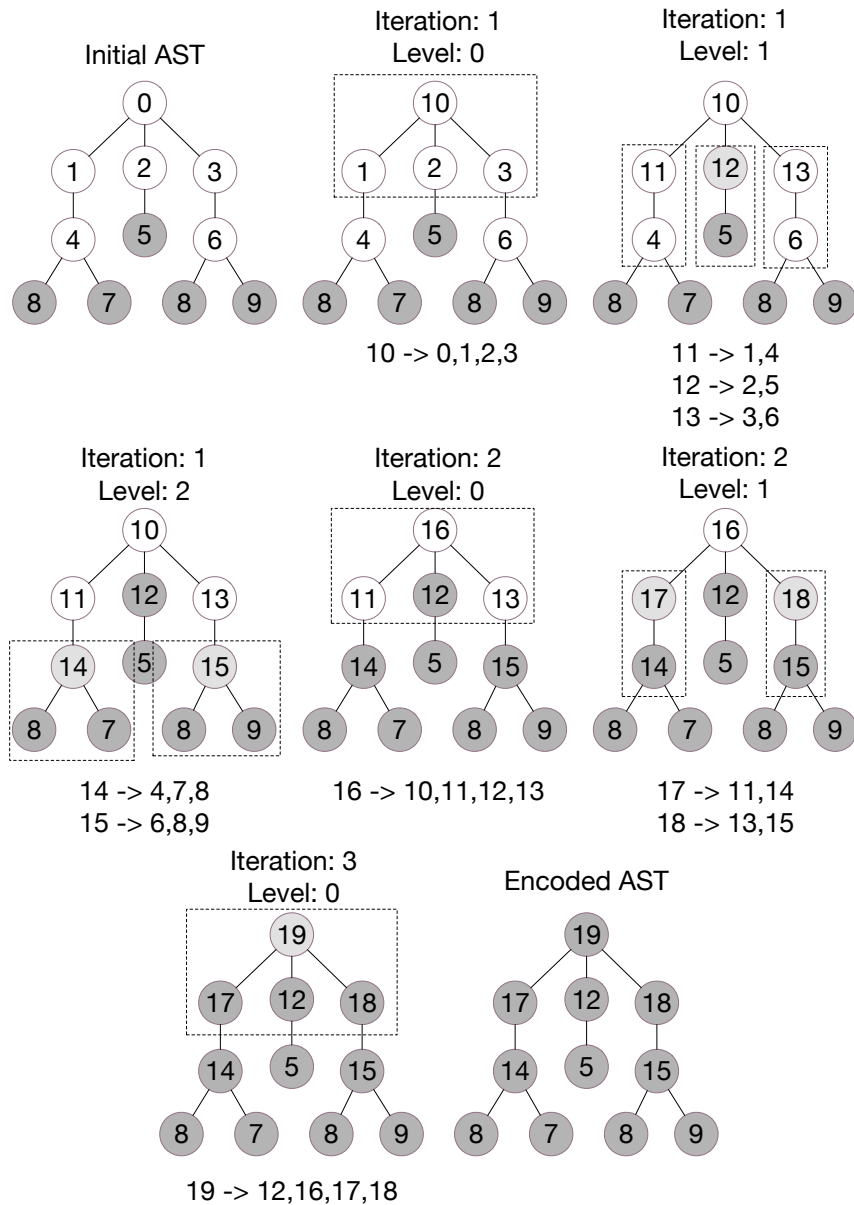 Initial AST
0
1 2 3
4 5 6
8 7 8 9
Iteration: 1
Level: 0
10
1 2 3
4 5 6
8 7 8 9
10 -> 0,1,2,3
Iteration: 1
Level: 1
10
11 12 13
4 5 6
8 7 8 9
11 -> 1,4
12 -> 2,5
13 -> 3,6
Iteration: 1
Level: 2
10
11 12 13
14 5 15
8 7 8 9
14 -> 4,7,8
15 -> 6,8,9
Iteration: 2
Level: 0
16
11 12 13
14 5 15
8 7 8 9
16 -> 10,11,12,13
Iteration: 2
Level: 1
16
17 12 18
14 5 15
8 7 8 9
17 -> 11,14
18 -> 13,15
Iteration: 3
Level: 0
19
17 12 18
14 5 15
8 7 8 9
19 -> 12,16,17,18
Encoded AST
19
17 12 18
14 5 15
8 7 8 9